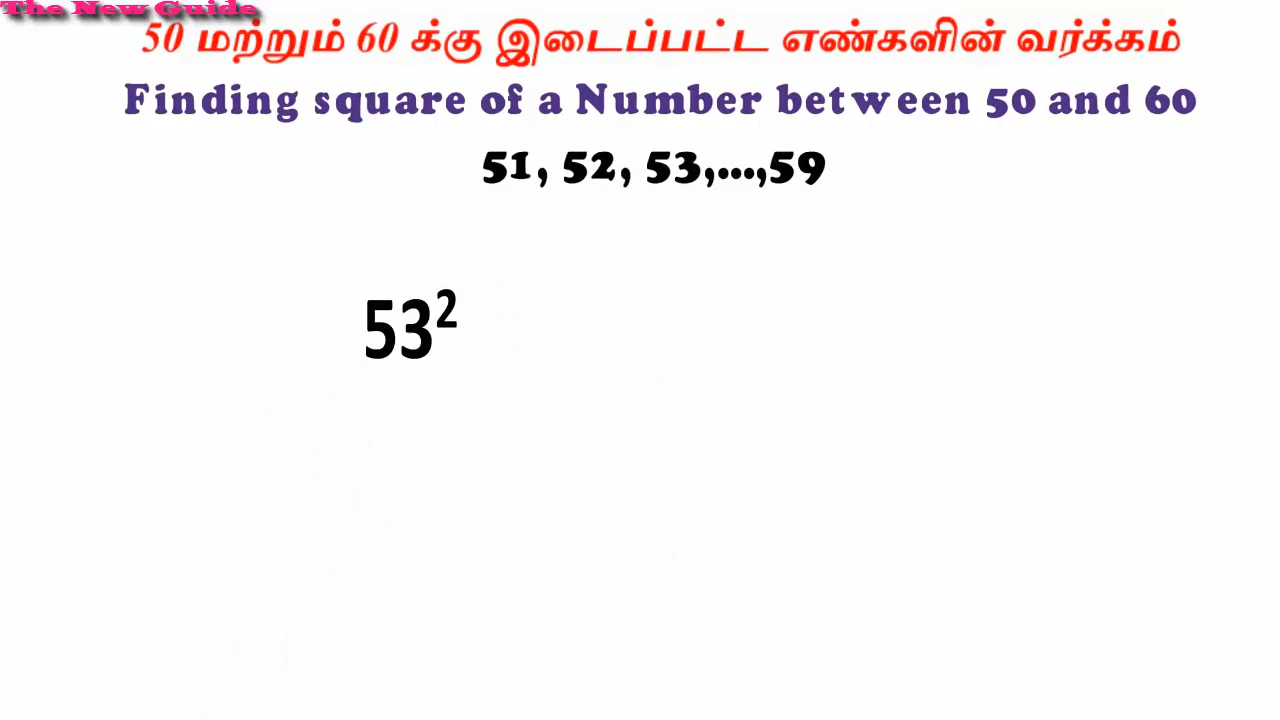 The New Guide
50 மற்றும் 60 க்கு இடைப்பட்ட எண்களின் வர்க்கம்
Finding square of a Number between 50 and 60
51, 52, 53,...,59
53²